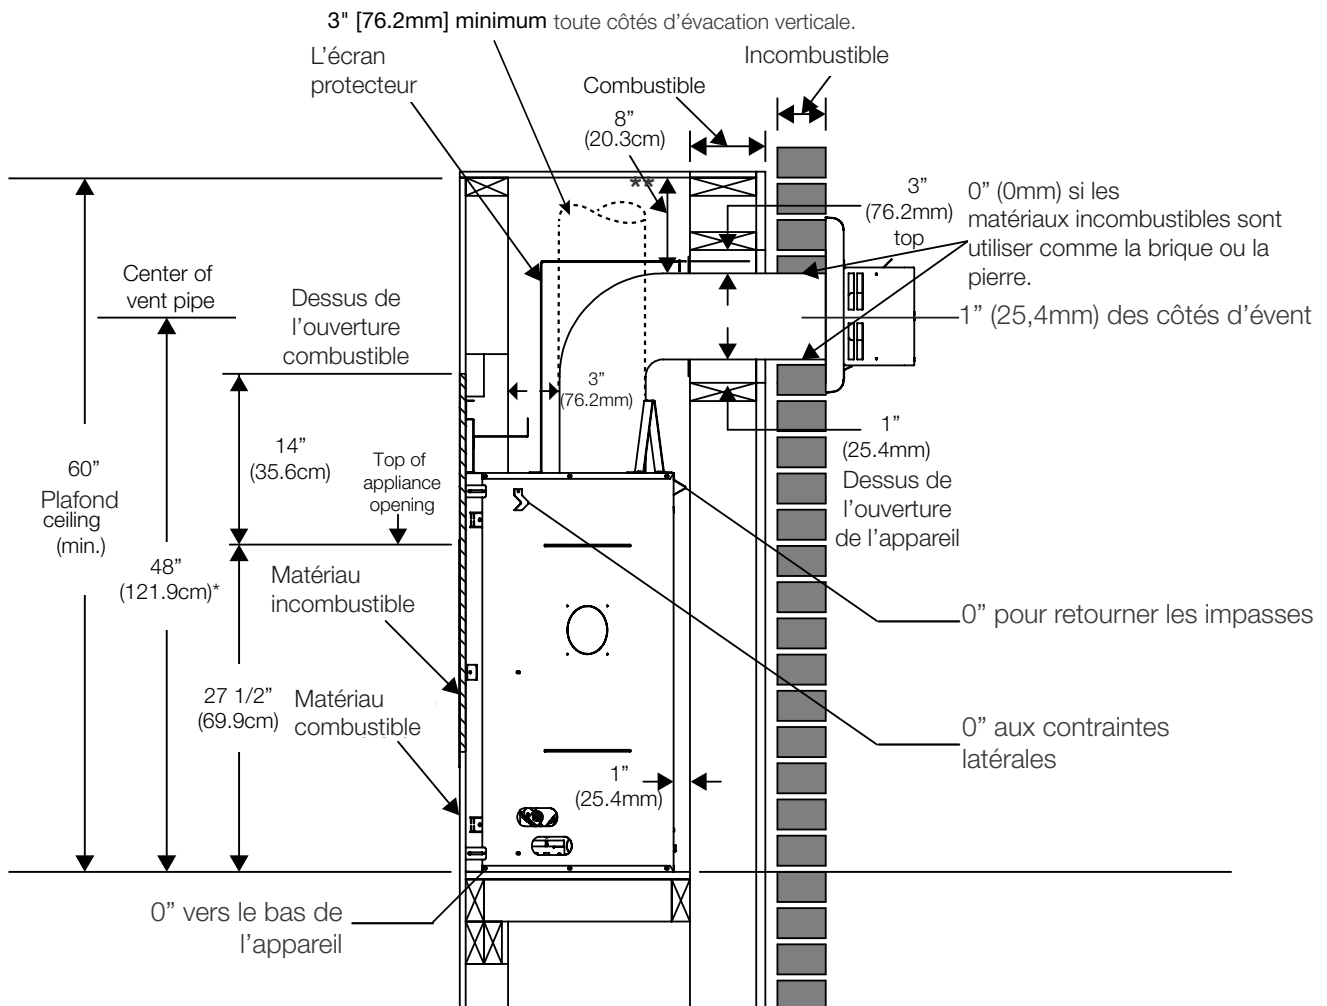 3" [76.2mm] minimum toute côtés d’évacation verticale.
L’écran
protecteur
Incombustible
Combustible
8”
(20.3cm)
**
3”
(76.2mm)
top
0” (0mm) si les
matériaux incombustibles sont
utiliser comme la brique ou la
pierre.
Center of
vent pipe
Dessus de
l’ouverture
combustible
1” (25,4mm) des côtés d’évent
3”
(76.2mm)
14”
(35.6cm)
Top of
appliance
opening
1”
(25.4mm)
Dessus de
l’ouverture
de l’appareil
60”
Plafond
ceiling
(min.)
48”
(121.9cm)*
Matériau
incombustible
0” pour retourner les impasses
27 1/2”
(69.9cm)
Matériau
combustible
0” aux contraintes
latérales
1”
(25.4mm)
0” vers le bas de
l’appareil